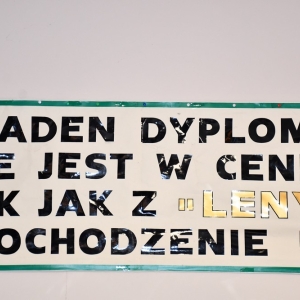 ADEN DYPLOM
E JEST W CEN
K JAK Z "LENY
OCHODZENIE